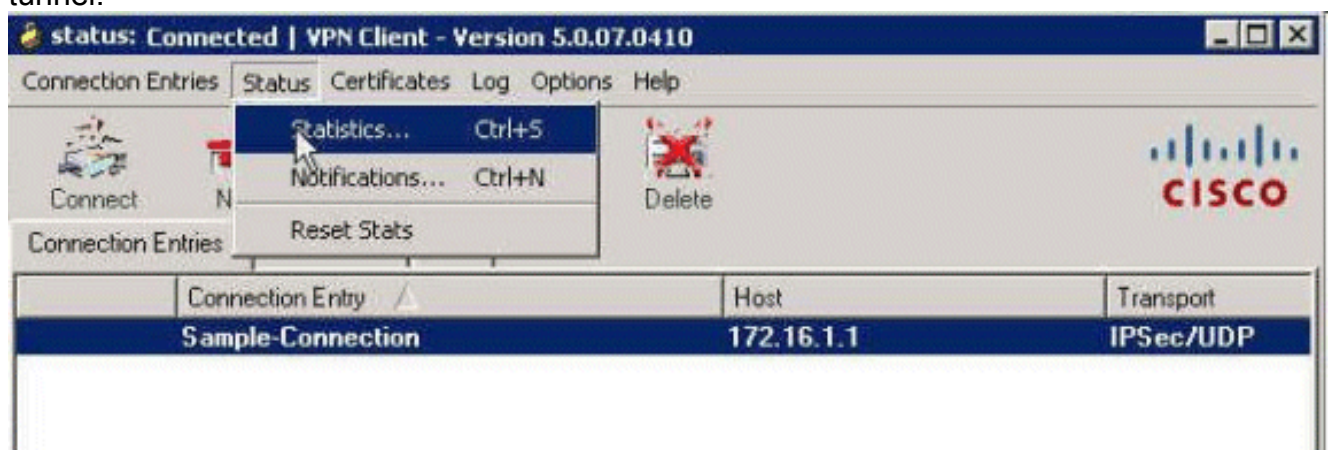 tunnel.
status: Connected | VPN Client - Version 5.0.07.0410
Connection Entries Status Certificates Log Options Help
Statistics... Ctrl+S
Notifications... Ctrl+N
Reset Stats
Connect N Delete
CISCO
Connection Entries
Connection Entry Host Transport
Sample-Connection 172.16.1.1 IPSec/UDP